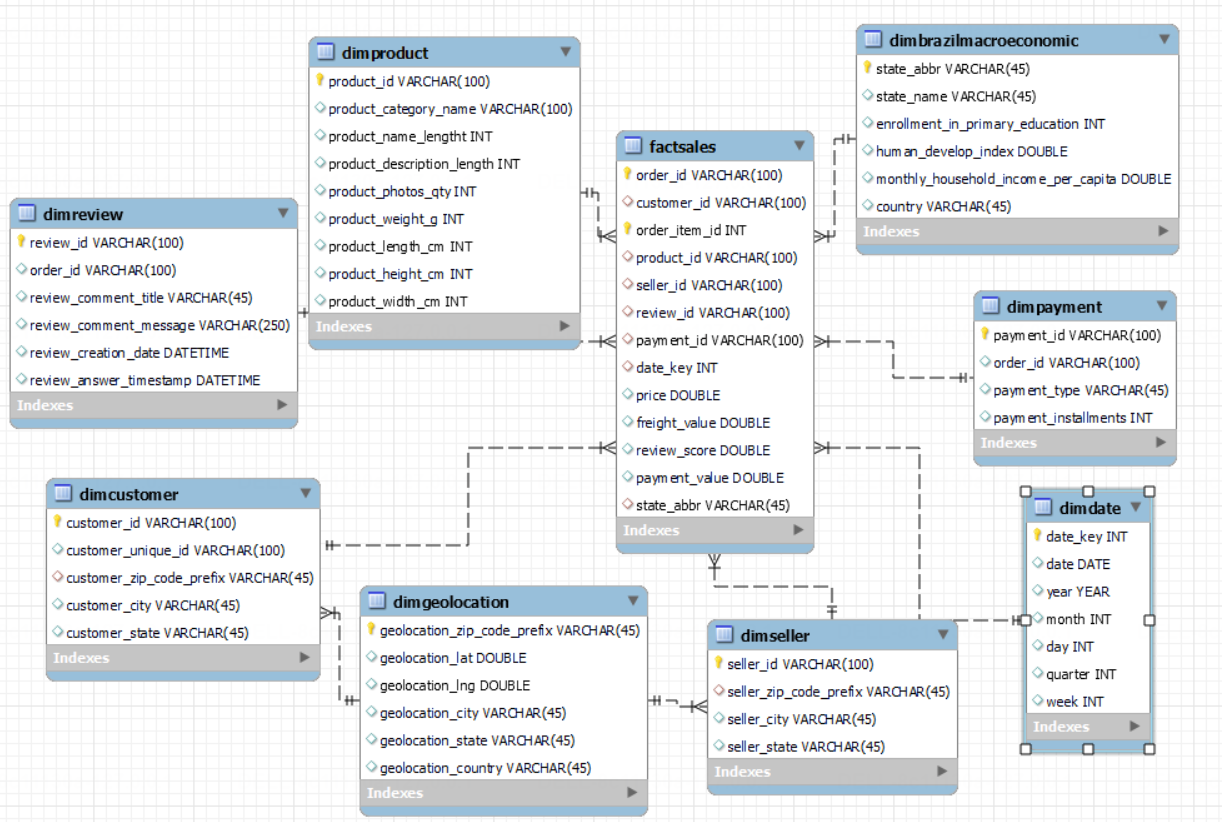 dimproduct
product_id VARCHAR(100)
product_category_name VARCHAR(100)
product_name_lenght INT
product_description_length INT
product_photos_qty INT
product_weight_g INT
product_length_cm INT
product_height_cm INT
product_width_cm INT
Indexes
dimbrazilmacroeconomic
state_abbr VARCHAR(45)
state_name VARCHAR(45)
enrollment_in_primary_education INT
human_develop_index DOUBLE
monthly_household_income_per_capita DOUBLE
country VARCHAR(45)
Indexes
factsales
order_id VARCHAR(100)
customer_id VARCHAR(100)
order_item_id INT
product_id VARCHAR(100)
seller_id VARCHAR(100)
review_id VARCHAR(100)
payment_id VARCHAR(100)
date_key INT
price DOUBLE
freight_value DOUBLE
review_score DOUBLE
payment_value DOUBLE
state_abbr VARCHAR(45)
Indexes
dimreview
review_id VARCHAR(100)
order_id VARCHAR(100)
review_comment_title VARCHAR(45)
review_comment_message VARCHAR(250)
review_creation_date DATETIME
review_answer_timestamp DATETIME
Indexes
dimpayment
payment_id VARCHAR(100)
order_id VARCHAR(100)
payment_type VARCHAR(45)
payment_installments INT
Indexes
dimcustomer
customer_id VARCHAR(100)
customer_unique_id VARCHAR(100)
customer_zip_code_prefix VARCHAR(45)
customer_city VARCHAR(45)
customer_state VARCHAR(45)
Indexes
dimdate
date_key INT
date DATE
year YEAR
month INT
day INT
quarter INT
week INT
Indexes
dimgeolocation
geolocation_zip_code_prefix VARCHAR(45)
geolocation_lat DOUBLE
geolocation_lng DOUBLE
geolocation_city VARCHAR(45)
geolocation_state VARCHAR(45)
geolocation_country VARCHAR(45)
Indexes
dimseller
seller_id VARCHAR(100)
seller_zip_code_prefix VARCHAR(45)
seller_city VARCHAR(45)
seller_state VARCHAR(45)
Indexes